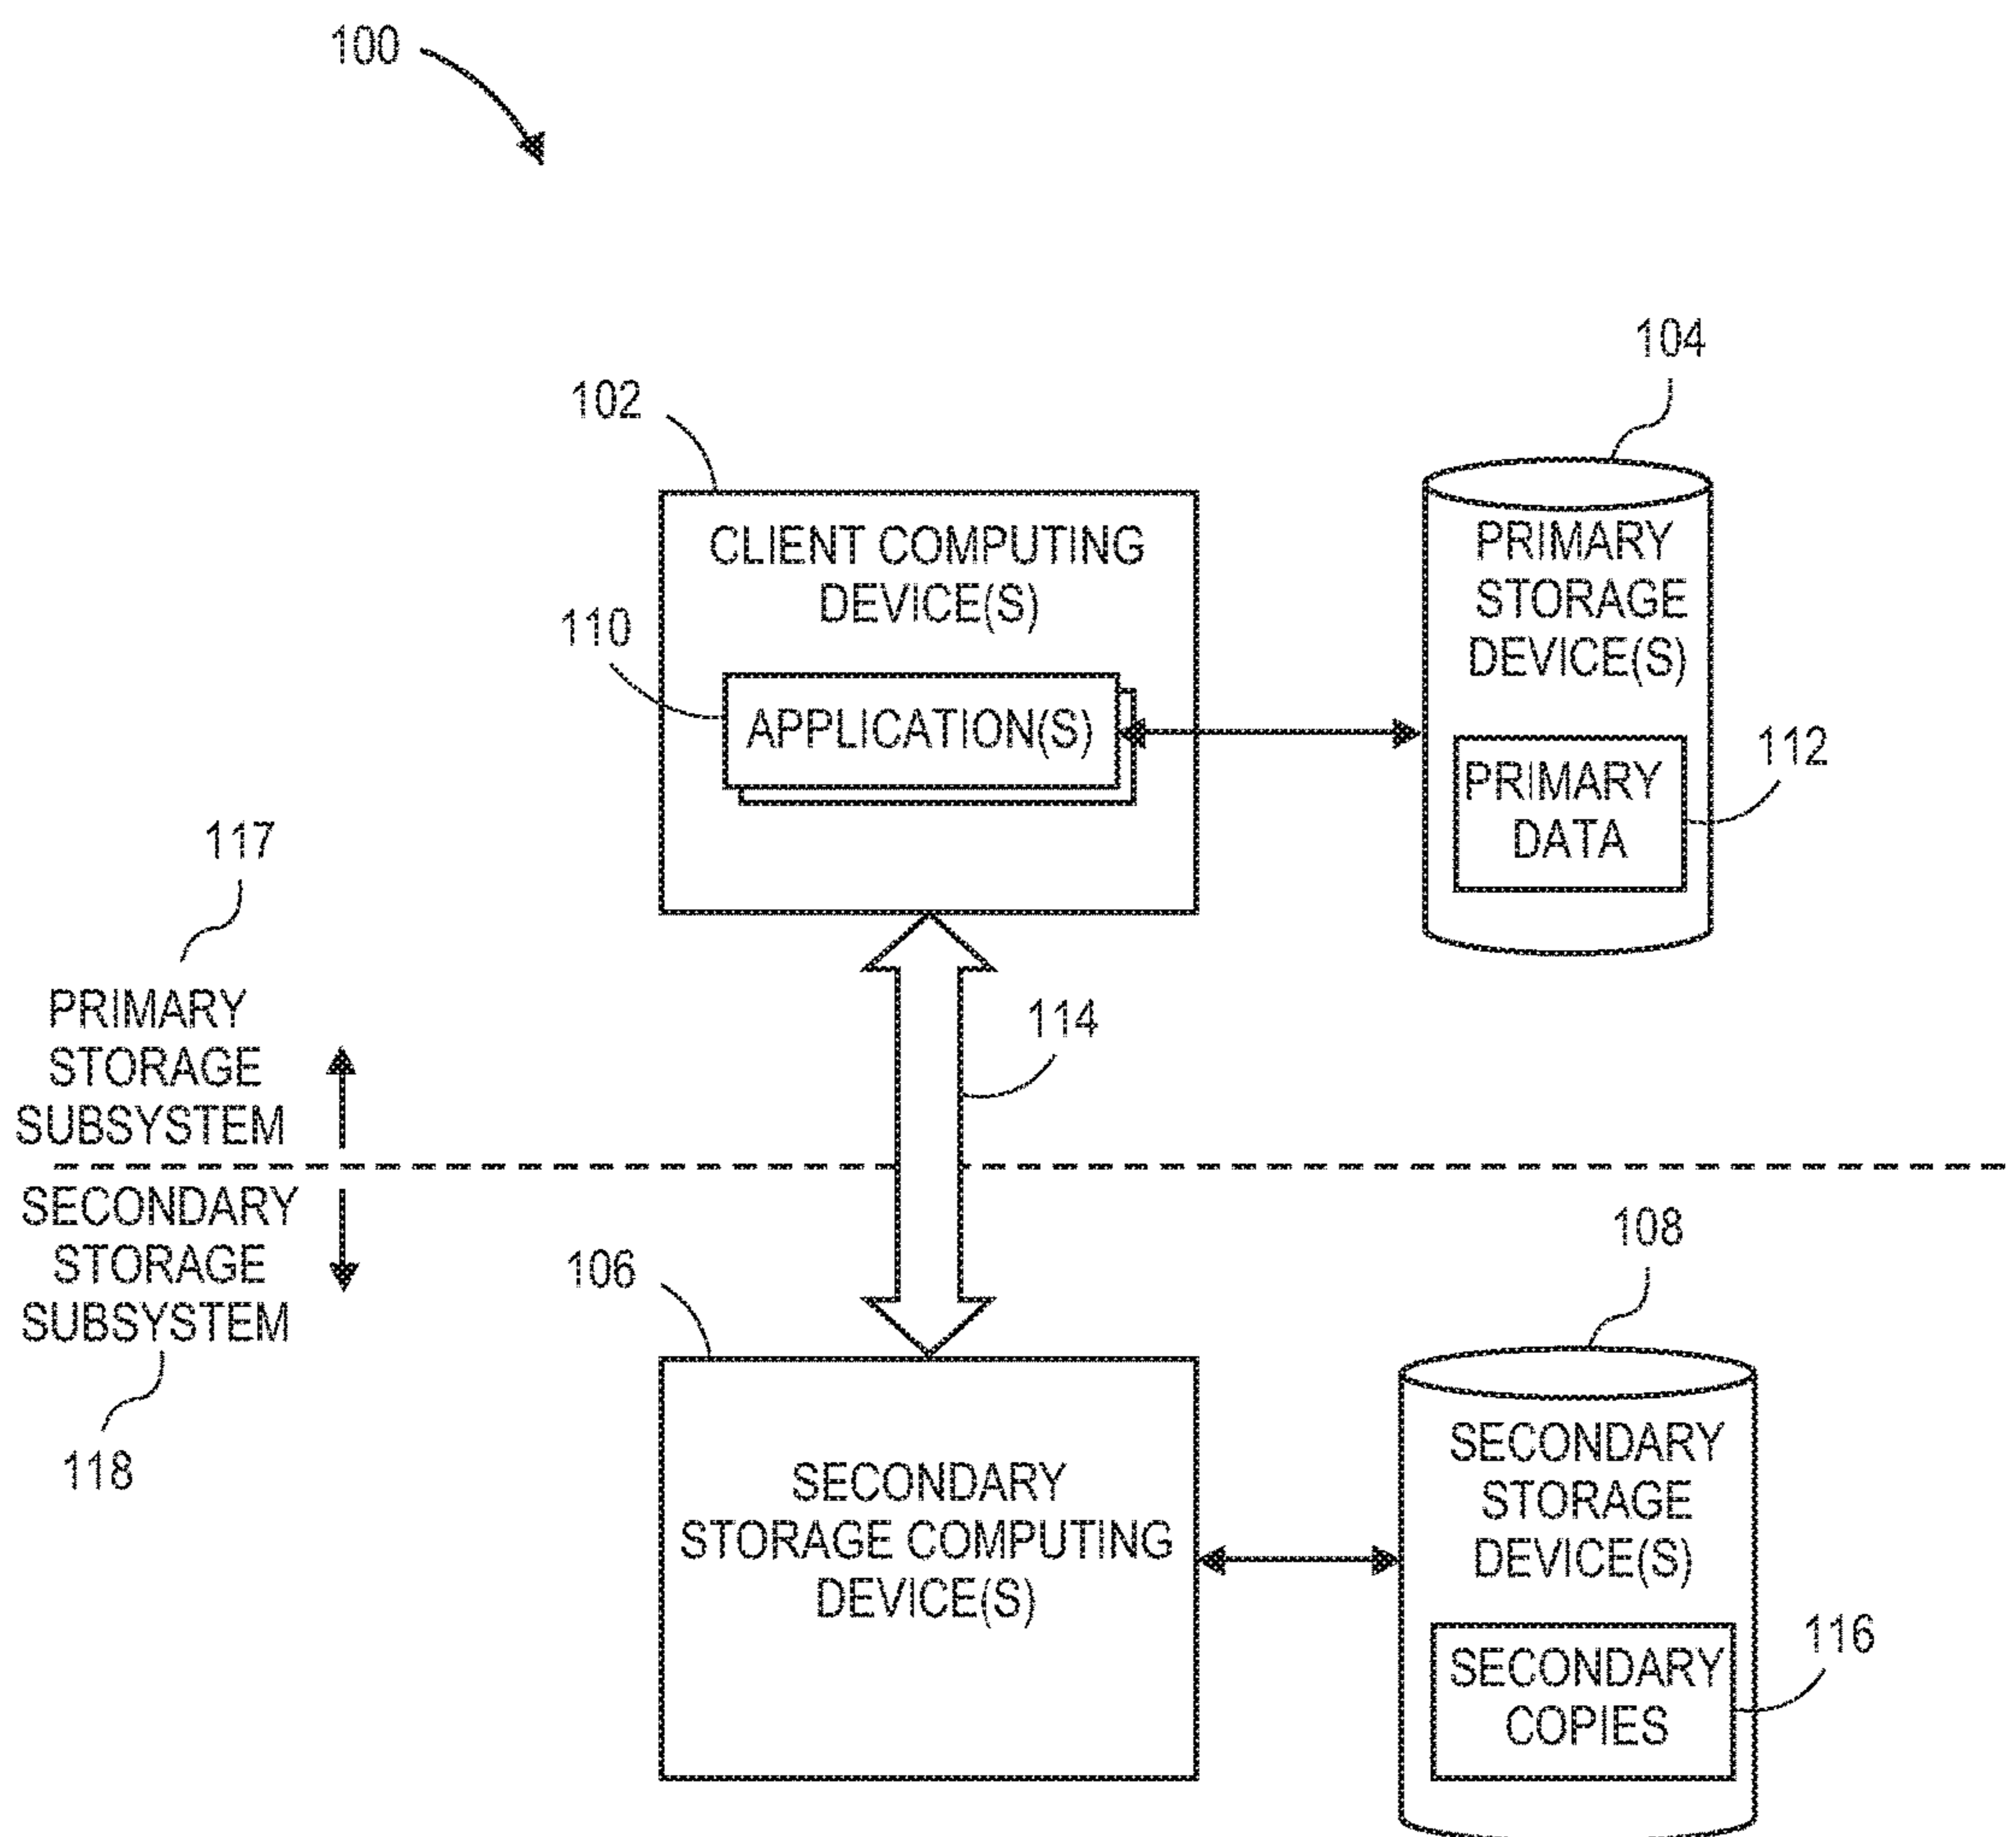 100
104
102
CLIENT COMPUTING
DEVICE(S)
110
APPLICATION(S)
PRIMARY
STORAGE
DEVICE(S)
112
PRIMARY
DATA
117
PRIMARY
STORAGE
SUBSYSTEM
114
SECONDARY
STORAGE
SUBSYSTEM
118
106
108
SECONDARY
STORAGE COMPUTING
DEVICE(S)
SECONDARY
STORAGE
DEVICE(S)
116
SECONDARY
COPIES